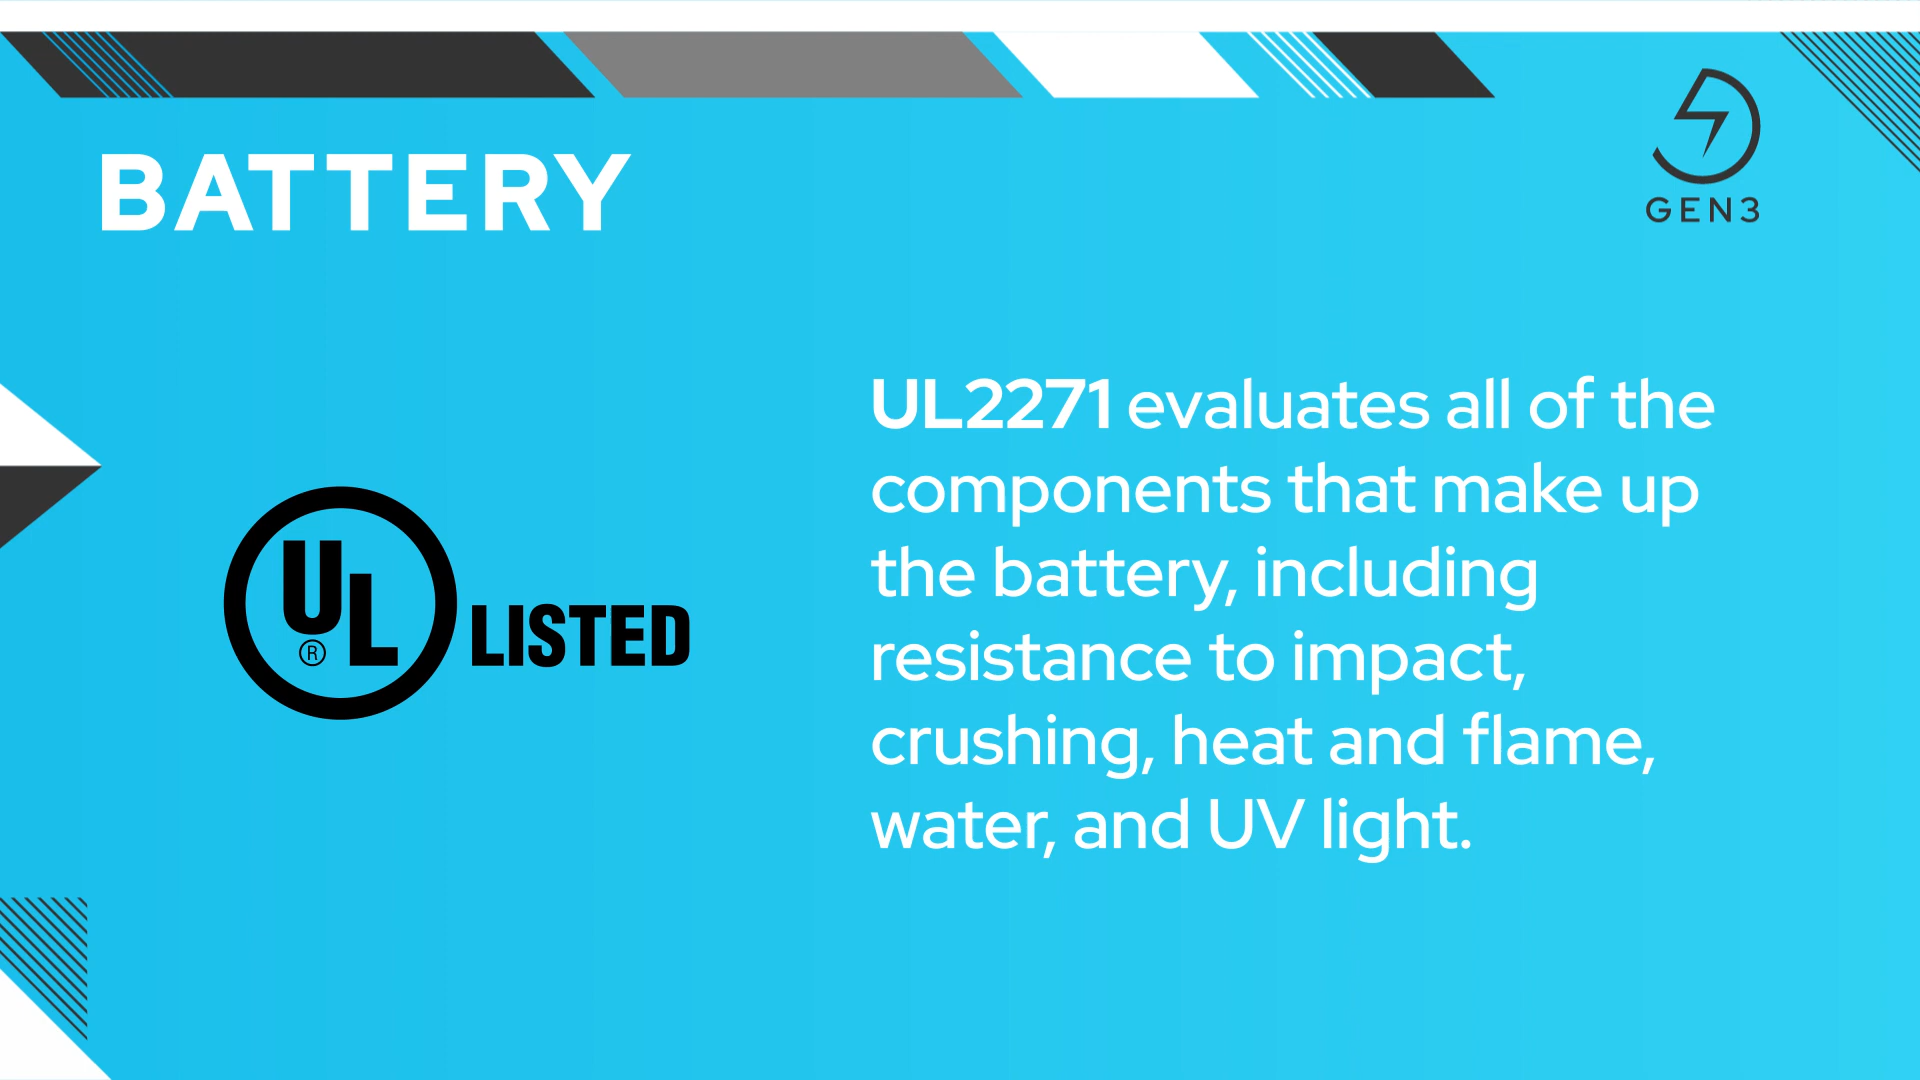 BATTERY
GEN3
UL2271 evaluates all of the
components that make up
the battery, including
resistance to impact,
crushing, heat and flame,
water, and UV light.
UL ® LISTED